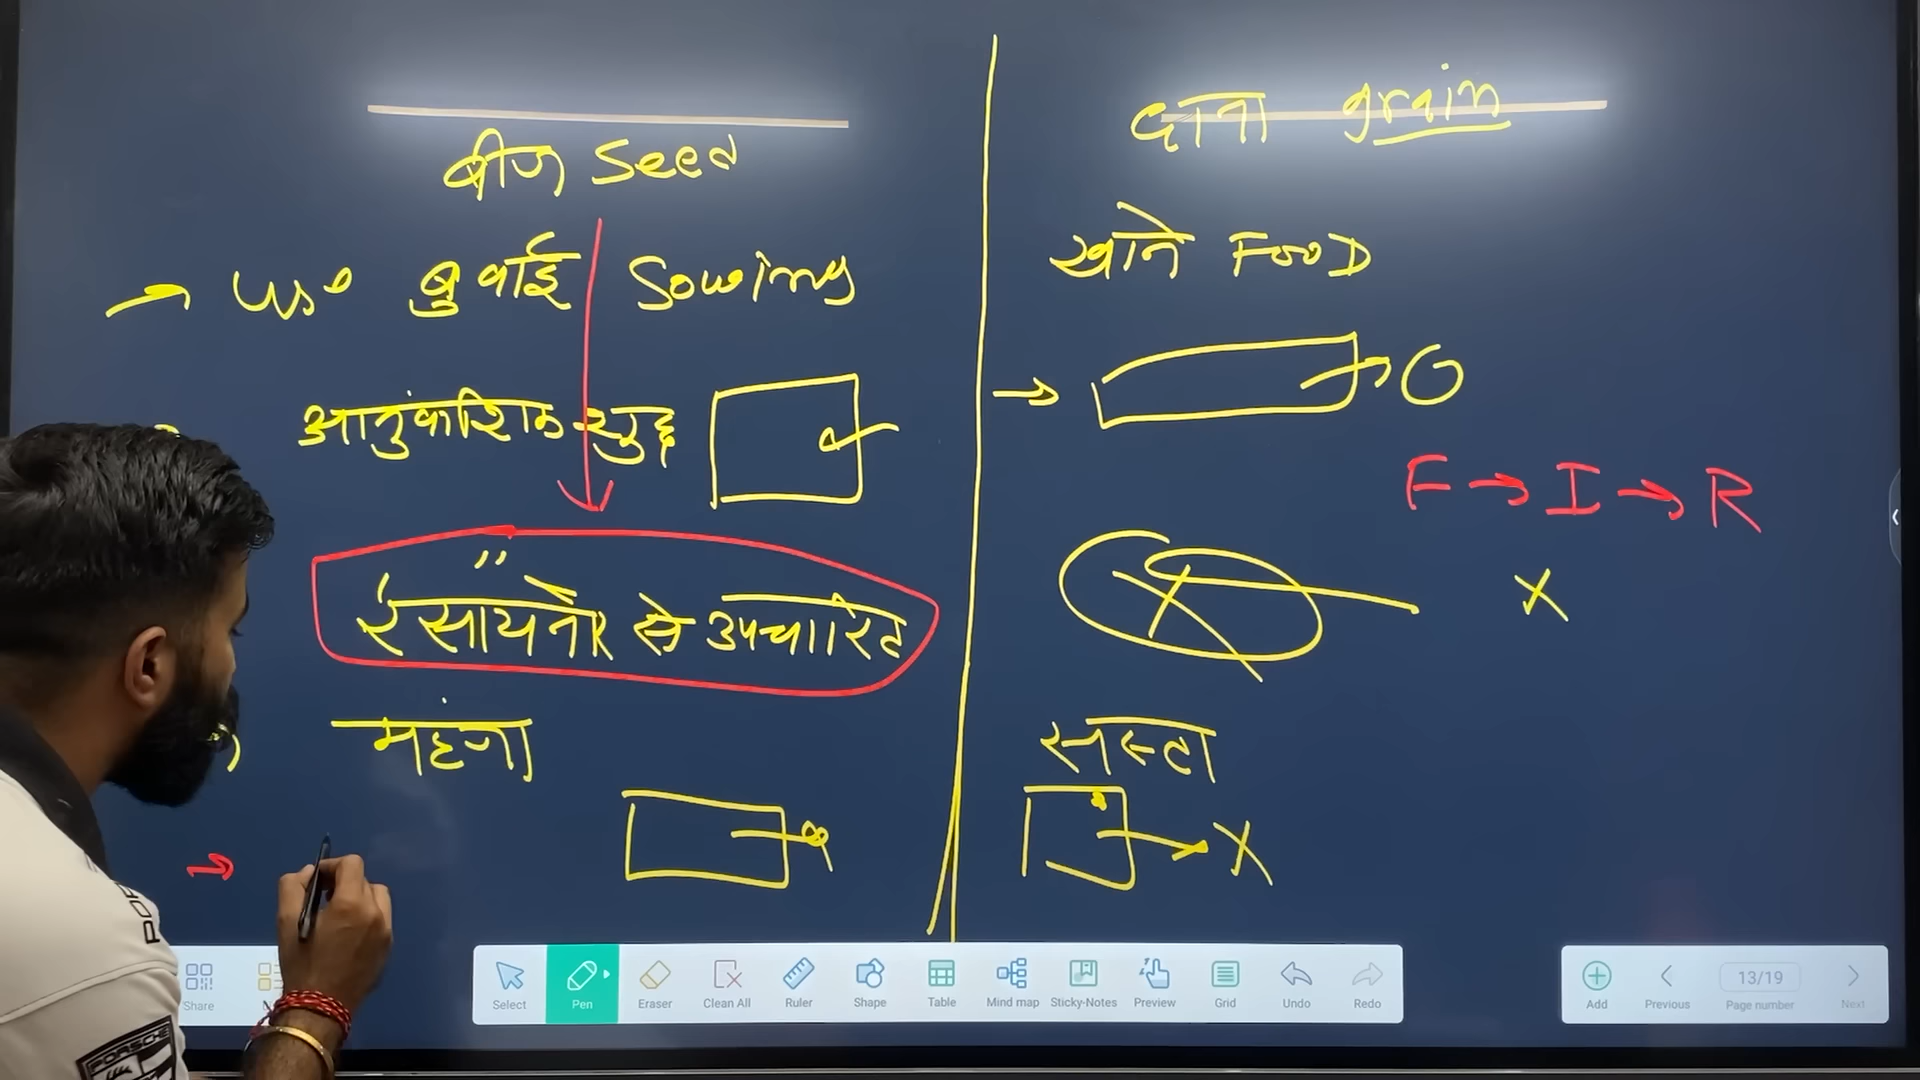 बीज Seed
दाना grain
Use बुवाई Sowing
खाने FOOD
आनुवांशिक शुद्ध
F → I → R
रसायनों से उपचारित
X
महंगा
सस्ता
X
PORSCHE
Share
Select
Pen
Eraser
Clean All
Ruler
Shape
Table
Mind map
Sticky-Notes
Preview
Grid
Undo
Redo
Add
Previous
13/19
Page number
Next